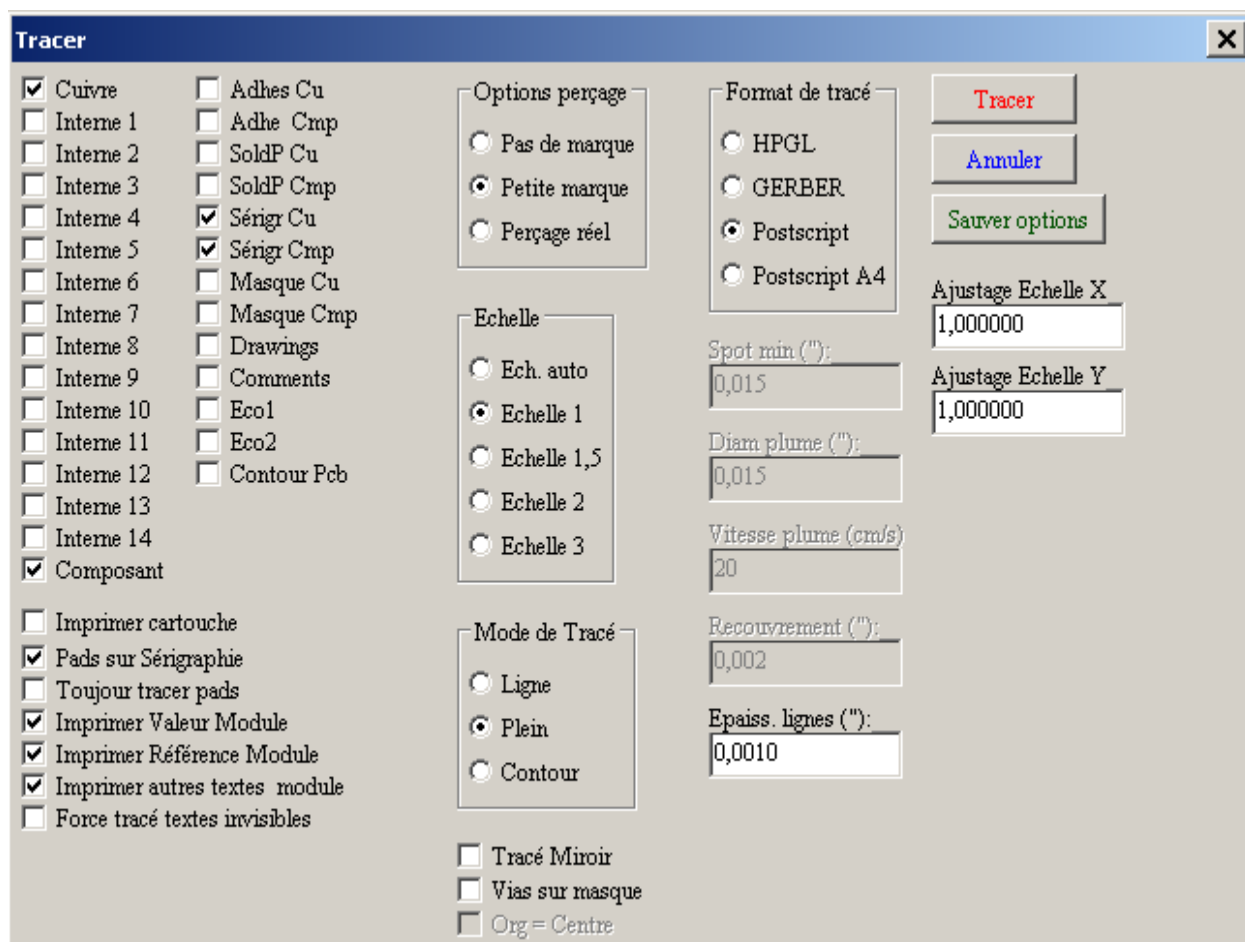 Tracer
Cuivre
Interne 1
Interne 2
Interne 3
Interne 4
Interne 5
Interne 6
Interne 7
Interne 8
Interne 9
Interne 10
Interne 11
Interne 12
Interne 13
Interne 14
Composant
Adhes Cu
Adhe Cmp
SoldP Cu
SoldP Cmp
Sérigr Cu
Sérigr Cmp
Masque Cu
Masque Cmp
Drawings
Comments
Eco1
Eco2
Contour Pcb
Imprimer cartouche
Pads sur Sérigraphie
Toujour tracer pads
Imprimer Valeur Module
Imprimer Référence Module
Imprimer autres textes module
Force tracé textes invisibles
Options perçage
Pas de marque
Petite marque
Perçage réel
Echelle
Ech. auto
Echelle 1
Echelle 1,5
Echelle 2
Echelle 3
Mode de Tracé
Ligne
Plein
Contour
Tracé Miroir
Vias sur masque
Org = Centre
Format de tracé
HPGL
GERBER
Postscript
Postscript A4
Spot min ("):__
0,015
Diam plume ("):_
0,015
Vitesse plume (cm/s)
20
Recouvrement ("):_
0,002
Epaiss. lignes ("):__
0,0010
Tracer
Annuler
Sauver options
Ajustage Echelle X_
1,000000
Ajustage Echelle Y_
1,000000